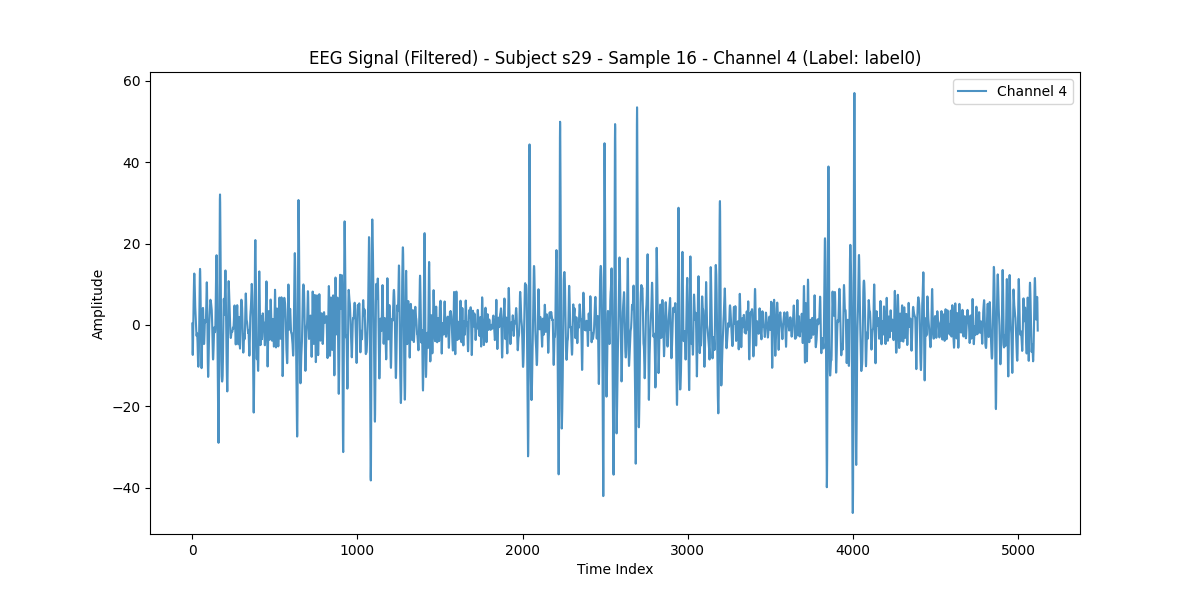 EEG Signal (Filtered) - Subject s29 - Sample 16 - Channel 4 (Label: label0)
Channel 4
60
40
20
0
−20
−40
Amplitude
0 1000 2000 3000 4000 5000
Time Index